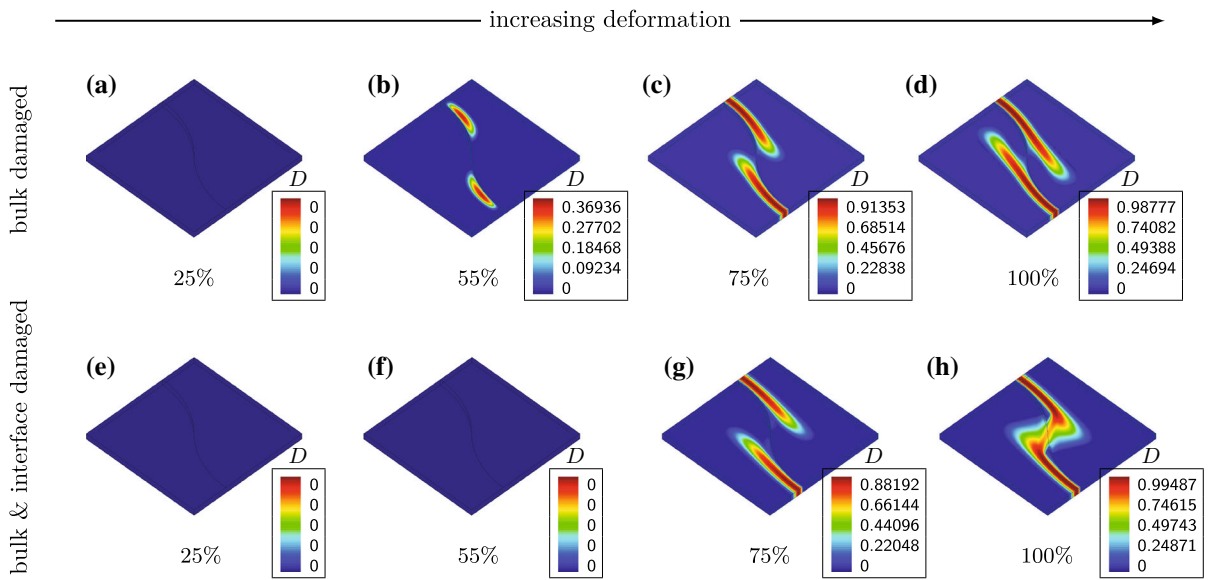 increasing deformation
bulk damaged
(a)
D
0
0
0
0
0
25%
(b)
D
0.36936
0.27702
0.18468
0.09234
0
55%
(c)
D
0.91353
0.68514
0.45676
0.22838
0
75%
(d)
D
0.98777
0.74082
0.49388
0.24694
0
100%
bulk & interface damaged
(e)
D
0
0
0
0
0
25%
(f)
D
0
0
0
0
0
55%
(g)
D
0.88192
0.66144
0.44096
0.22048
0
75%
(h)
D
0.99487
0.74615
0.49743
0.24871
0
100%